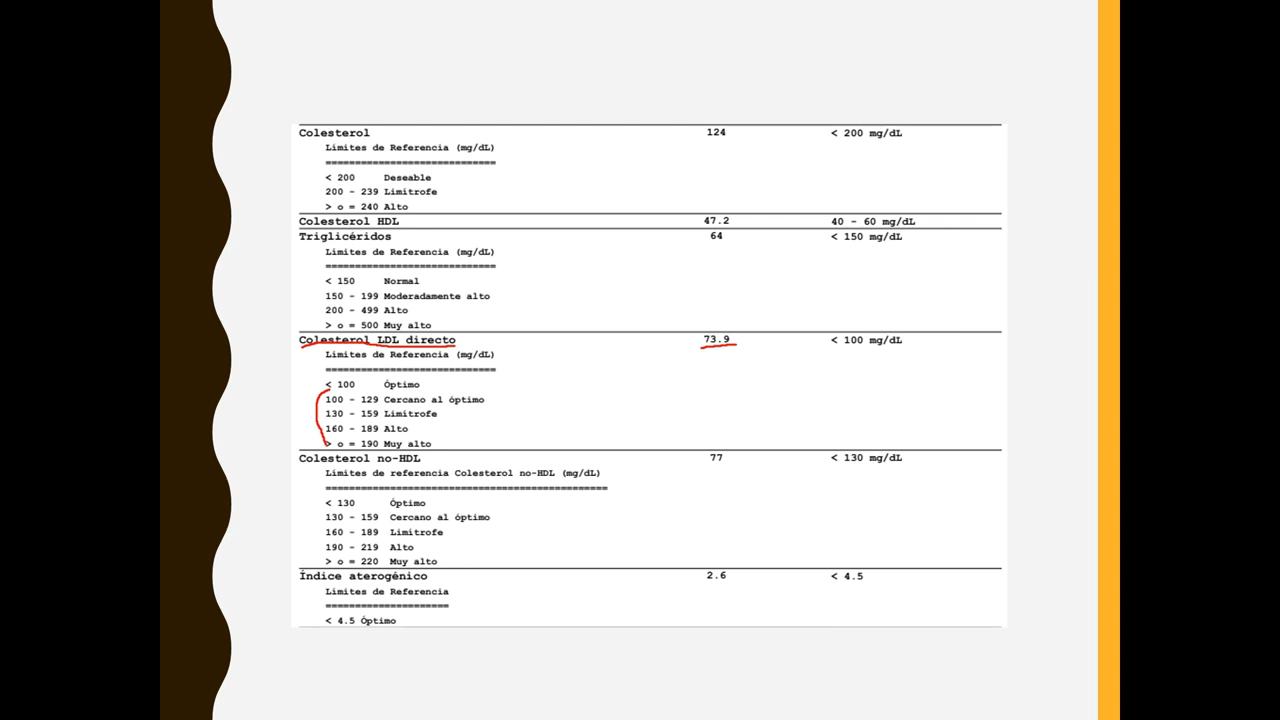 Colesterol 124 < 200 mg/dL
Limites de Referencia (mg/dL)
=============================
< 200 Deseable
200 - 239 Limítrofe
> o = 240 Alto
Colesterol HDL 47.2 40 - 60 mg/dL
Triglicéridos 64 < 150 mg/dL
Limites de Referencia (mg/dL)
=============================
< 150 Normal
150 - 199 Moderadamente alto
200 - 499 Alto
> o = 500 Muy alto
Colesterol LDL directo 73.9 < 100 mg/dL
Limites de Referencia (mg/dL)
=============================
< 100 Óptimo
100 - 129 Cercano al óptimo
130 - 159 Limítrofe
160 - 189 Alto
> o = 190 Muy alto
Colesterol no-HDL 77 < 130 mg/dL
Limites de referencia Colesterol no-HDL (mg/dL)
================================================
< 130 Óptimo
130 - 159 Cercano al óptimo
160 - 189 Limítrofe
190 - 219 Alto
> o = 220 Muy alto
Índice aterogénico 2.6 < 4.5
Limites de Referencia
=====================
< 4.5 Óptimo